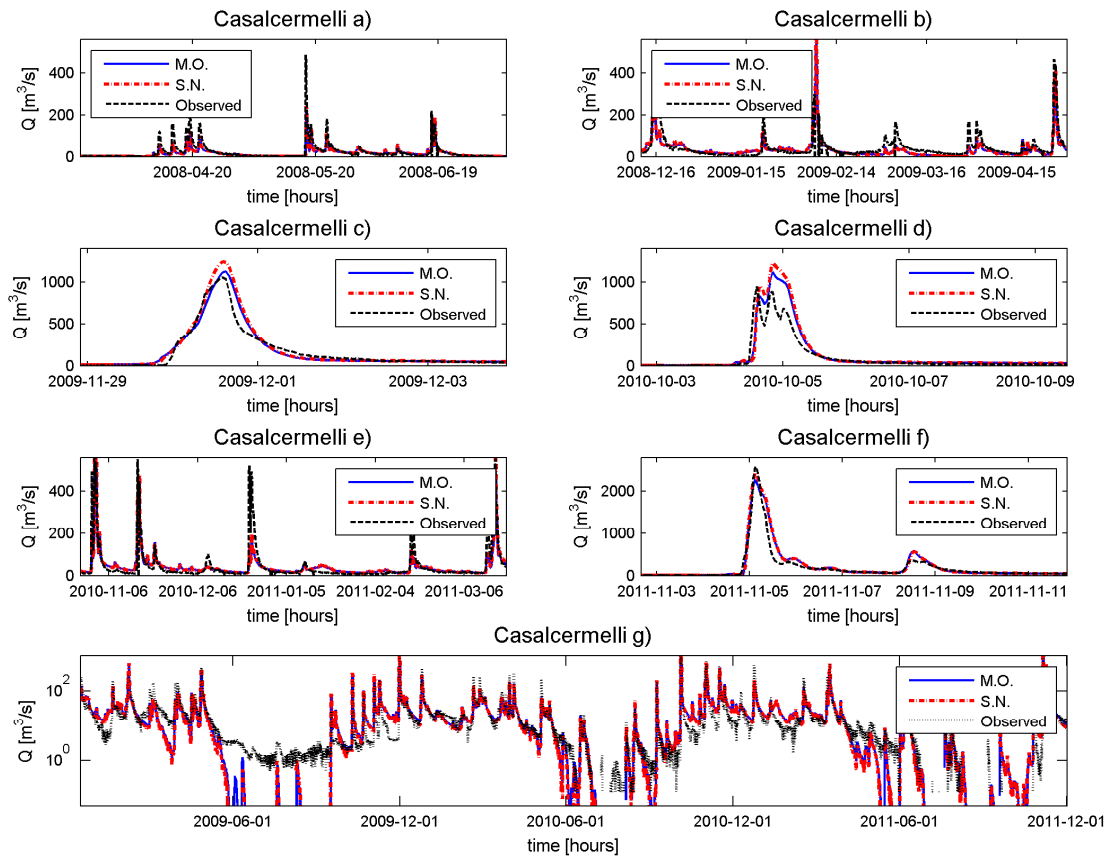 Casalcermelli a)
Q [m³/s]
400
200
0
M.O.
S.N.
Observed
2008-04-20
2008-05-20
2008-06-19
time [hours]
Casalcermelli b)
Q [m³/s]
400
200
0
M.O.
S.N.
Observed
2008-12-16
2009-01-15
2009-02-14
2009-03-16
2009-04-15
time [hours]
Casalcermelli c)
Q [m³/s]
1000
500
0
M.O.
S.N.
Observed
2009-11-29
2009-12-01
2009-12-03
time [hours]
Casalcermelli d)
Q [m³/s]
1000
500
0
M.O.
S.N.
Observed
2010-10-03
2010-10-05
2010-10-07
2010-10-09
time [hours]
Casalcermelli e)
Q [m³/s]
400
200
0
M.O.
S.N.
Observed
2010-11-06
2010-12-06
2011-01-05
2011-02-04
2011-03-06
time [hours]
Casalcermelli f)
Q [m³/s]
2000
1000
0
M.O.
S.N.
Observed
2011-11-03
2011-11-05
2011-11-07
2011-11-09
2011-11-11
time [hours]
Casalcermelli g)
Q [m³/s]
10²
10⁰
M.O.
S.N.
Observed
2009-06-01
2009-12-01
2010-06-01
2010-12-01
2011-06-01
2011-12-01
time [hours]